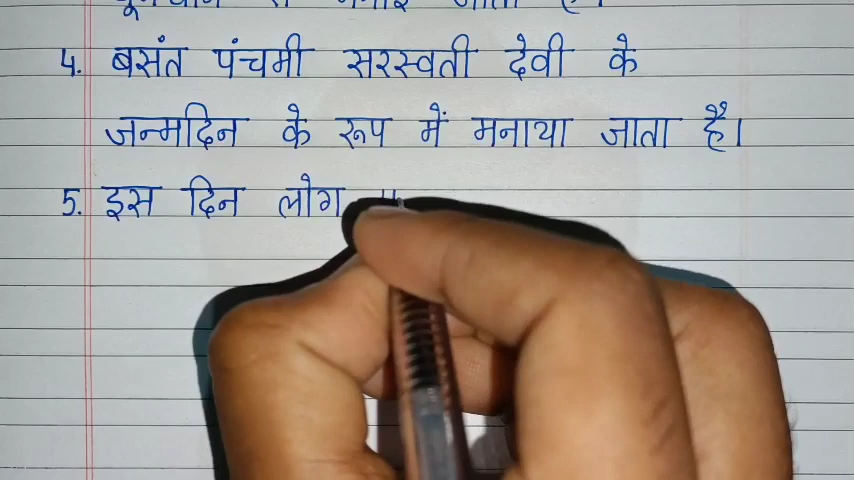 4. बसंत पंचमी सरस्वती देवी के
जन्मदिन के रूप में मनाया जाता है।
5. इस दिन लोग